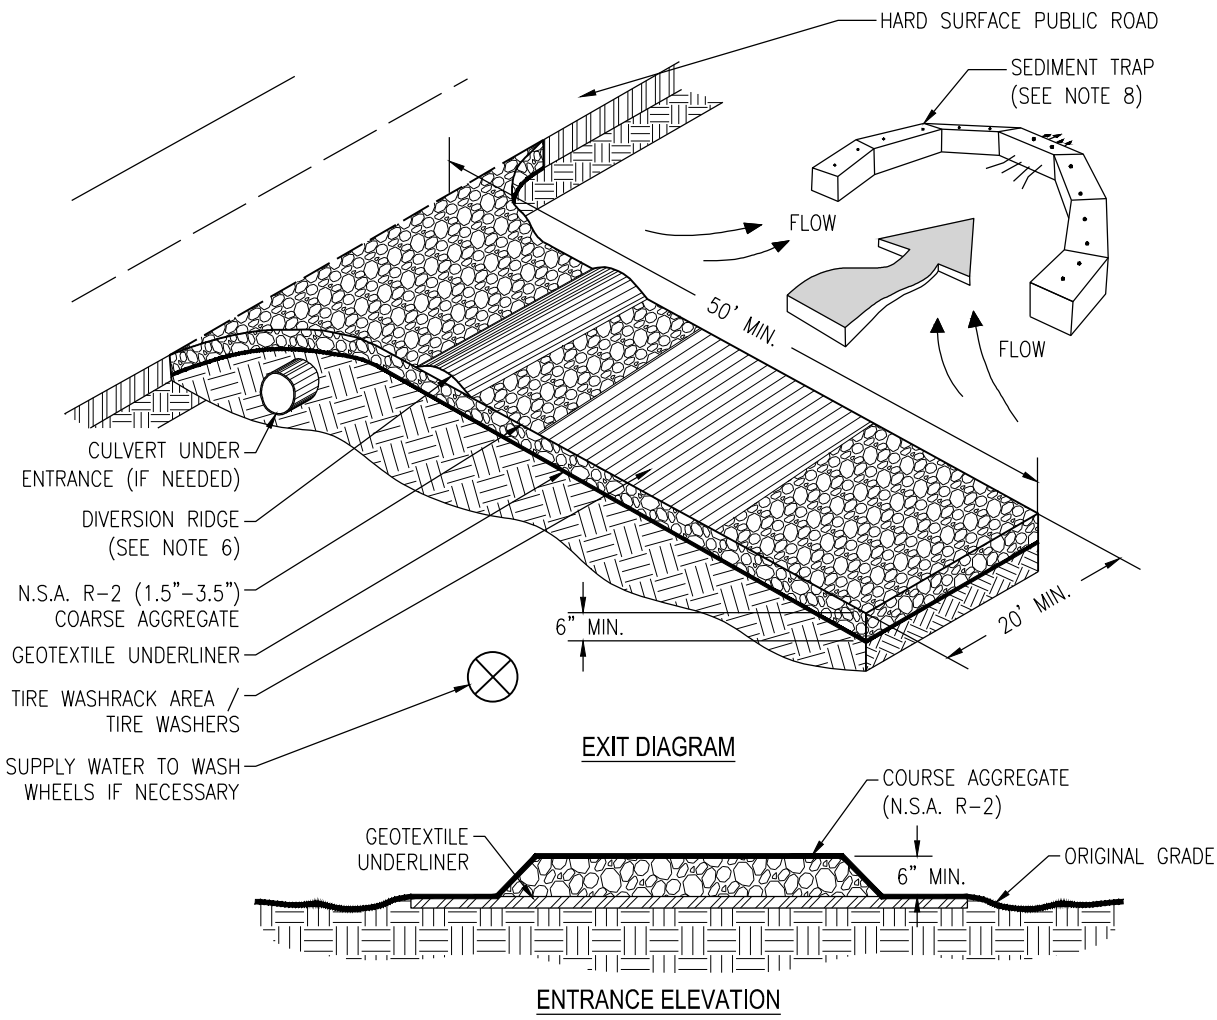 HARD SURFACE PUBLIC ROAD
SEDIMENT TRAP
(SEE NOTE 8)
FLOW
50' MIN.
FLOW
CULVERT UNDER
ENTRANCE (IF NEEDED)
DIVERSION RIDGE
(SEE NOTE 6)
N.S.A. R-2 (1.5"-3.5")
COARSE AGGREGATE
GEOTEXTILE UNDERLINER
TIRE WASHRACK AREA /
TIRE WASHERS
SUPPLY WATER TO WASH
WHEELS IF NECESSARY
6" MIN.
20' MIN.
EXIT DIAGRAM
COURSE AGGREGATE
(N.S.A. R-2)
GEOTEXTILE
UNDERLINER
6" MIN.
ORIGINAL GRADE
ENTRANCE ELEVATION